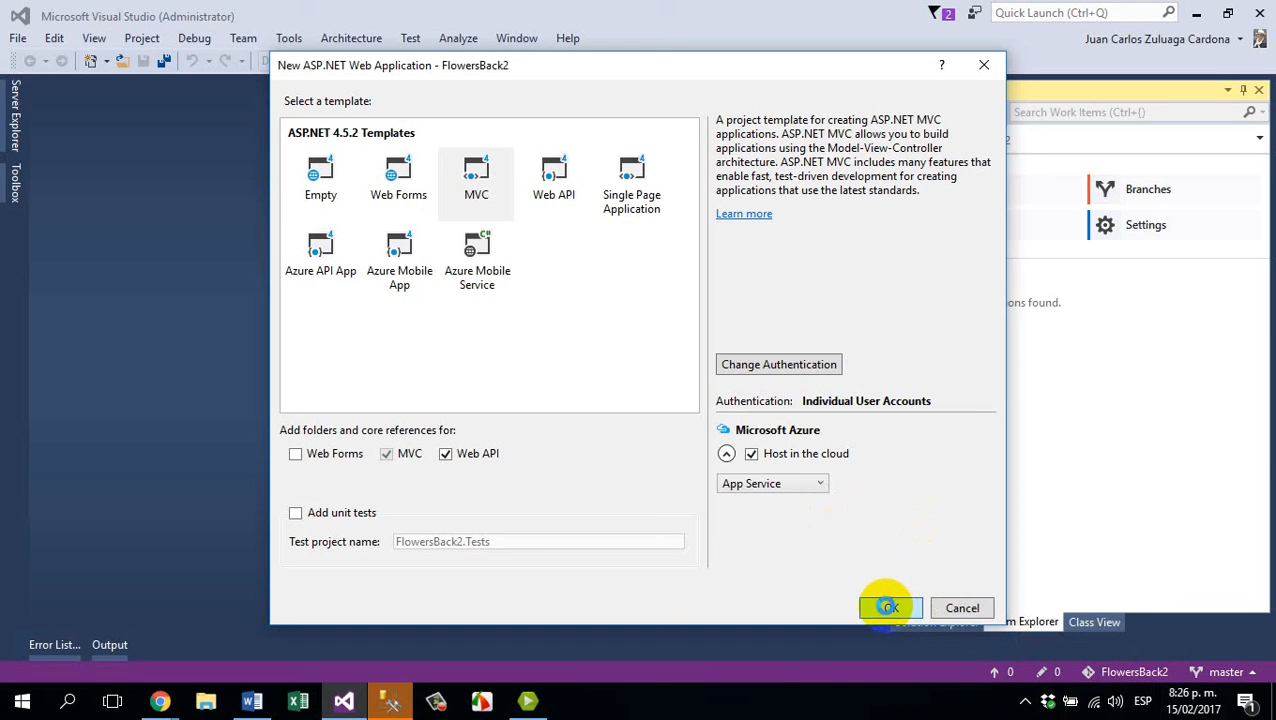 Microsoft Visual Studio (Administrator)
2
Quick Launch (Ctrl+Q)
File Edit View Project Debug Team Tools Architecture Test Analyze Window Help
Juan Carlos Zuluaga Cardona
New ASP.NET Web Application - FlowersBack2
?
Server Explorer
Toolbox
Select a template:
ASP.NET 4.5.2 Templates
Empty
Web Forms
MVC
Web API
Single Page
Application
Azure API App
Azure Mobile
App
Azure Mobile
Service
A project template for creating ASP.NET MVC
applications. ASP.NET MVC allows you to build
applications using the Model-View-Controller
architecture. ASP.NET MVC includes many features that
enable fast, test-driven development for creating
applications that use the latest standards.
Learn more
Change Authentication
Authentication: Individual User Accounts
Microsoft Azure
Host in the cloud
App Service
Add folders and core references for:
Web Forms MVC Web API
Add unit tests
Test project name: FlowersBack2.Tests
OK Cancel
Search Work Items (Ctrl+ñ)
2
Branches
Settings
ons found.
m Explorer Class View
Error List... Output
0 0 FlowersBack2 master
ESP
8:26 p. m.
15/02/2017
1